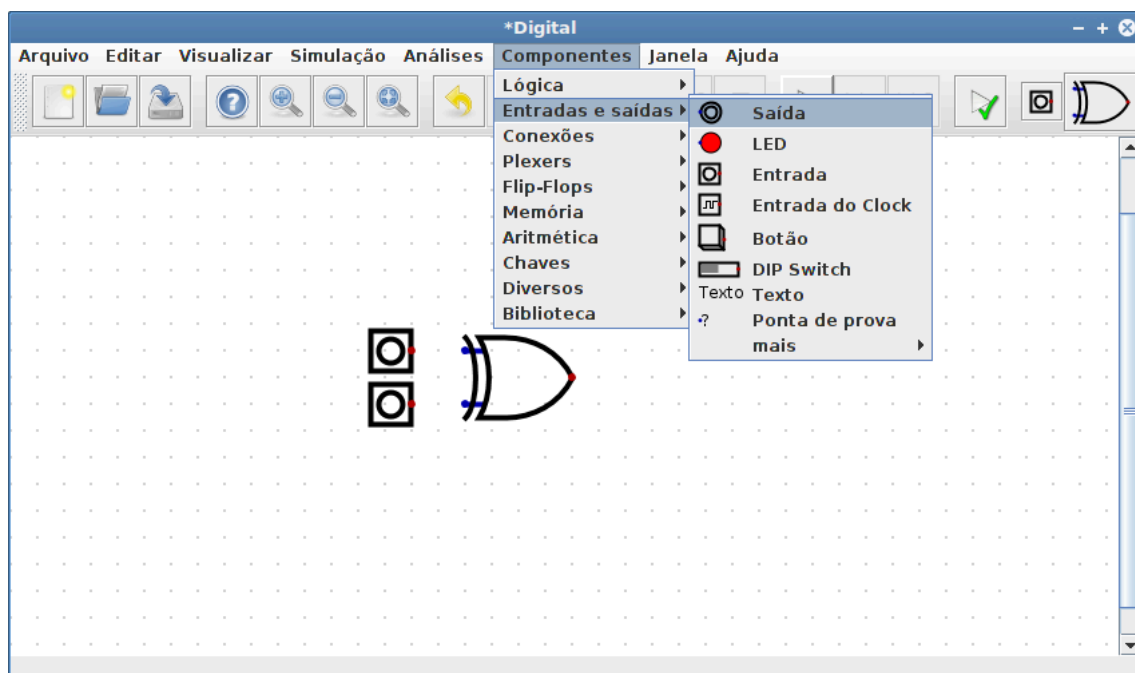 *Digital
Arquivo Editar Visualizar Simulação Análises Componentes Janela Ajuda
Lógica
Entradas e saídas
Conexões
Plexers
Flip-Flops
Memória
Aritmética
Chaves
Diversos
Biblioteca
Saída
LED
Entrada
Entrada do Clock
Botão
DIP Switch
Texto Texto
? Ponta de prova
mais